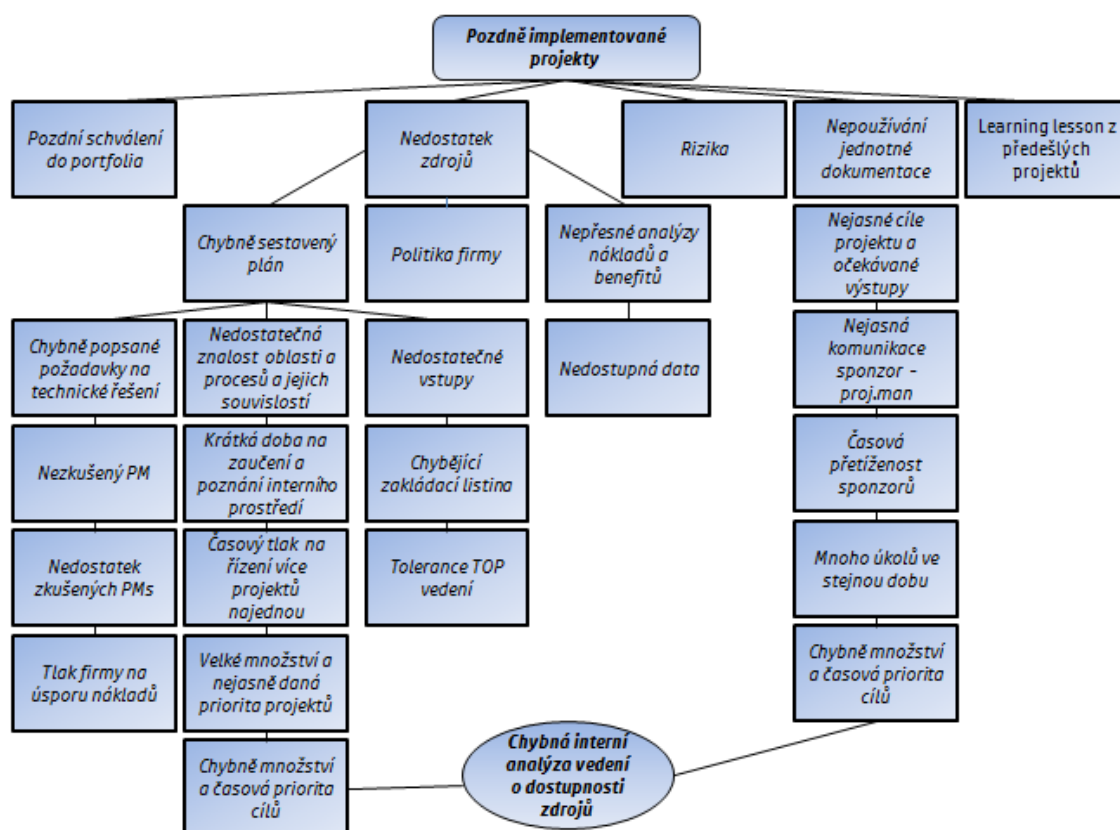 Pozdně implementované
projekty
Pozdní schválení
do portfolia
Nedostatek
zdrojů
Rizika
Nepoužívání
jednotné
dokumentace
Learning lesson z
předešlých
projektů
Chybně sestavený
plán
Politika firmy
Nepřesné analýzy
nákladů a
benefitů
Nejasné cíle
projektu a
očekávané
výstupy
Chybně popsané
požadavky na
technické řešení
Nedostatečná
znalost oblasti a
procesů a jejich
souvislostí
Nedostatečné
vstupy
Nedostupná data
Nejasná
komunikace
sponzor -
proj.man
Nezkušený PM
Krátká doba na
zaučení a
poznání interního
prostředí
Chybějící
zakládací listina
Časová
přetíženost
sponzorů
Nedostatek
zkušených PMs
Časový tlak na
řízení více
projektů
najednou
Tolerance TOP
vedení
Mnoho úkolů ve
stejnou dobu
Tlak firmy na
úsporu nákladů
Velké množství a
nejasně daná
priorita projektů
Chybně množství
a časová priorita
cílů
Chybně množství
a časová priorita
cílů
Chybná interní
analýza vedení
o dostupnosti
zdrojů